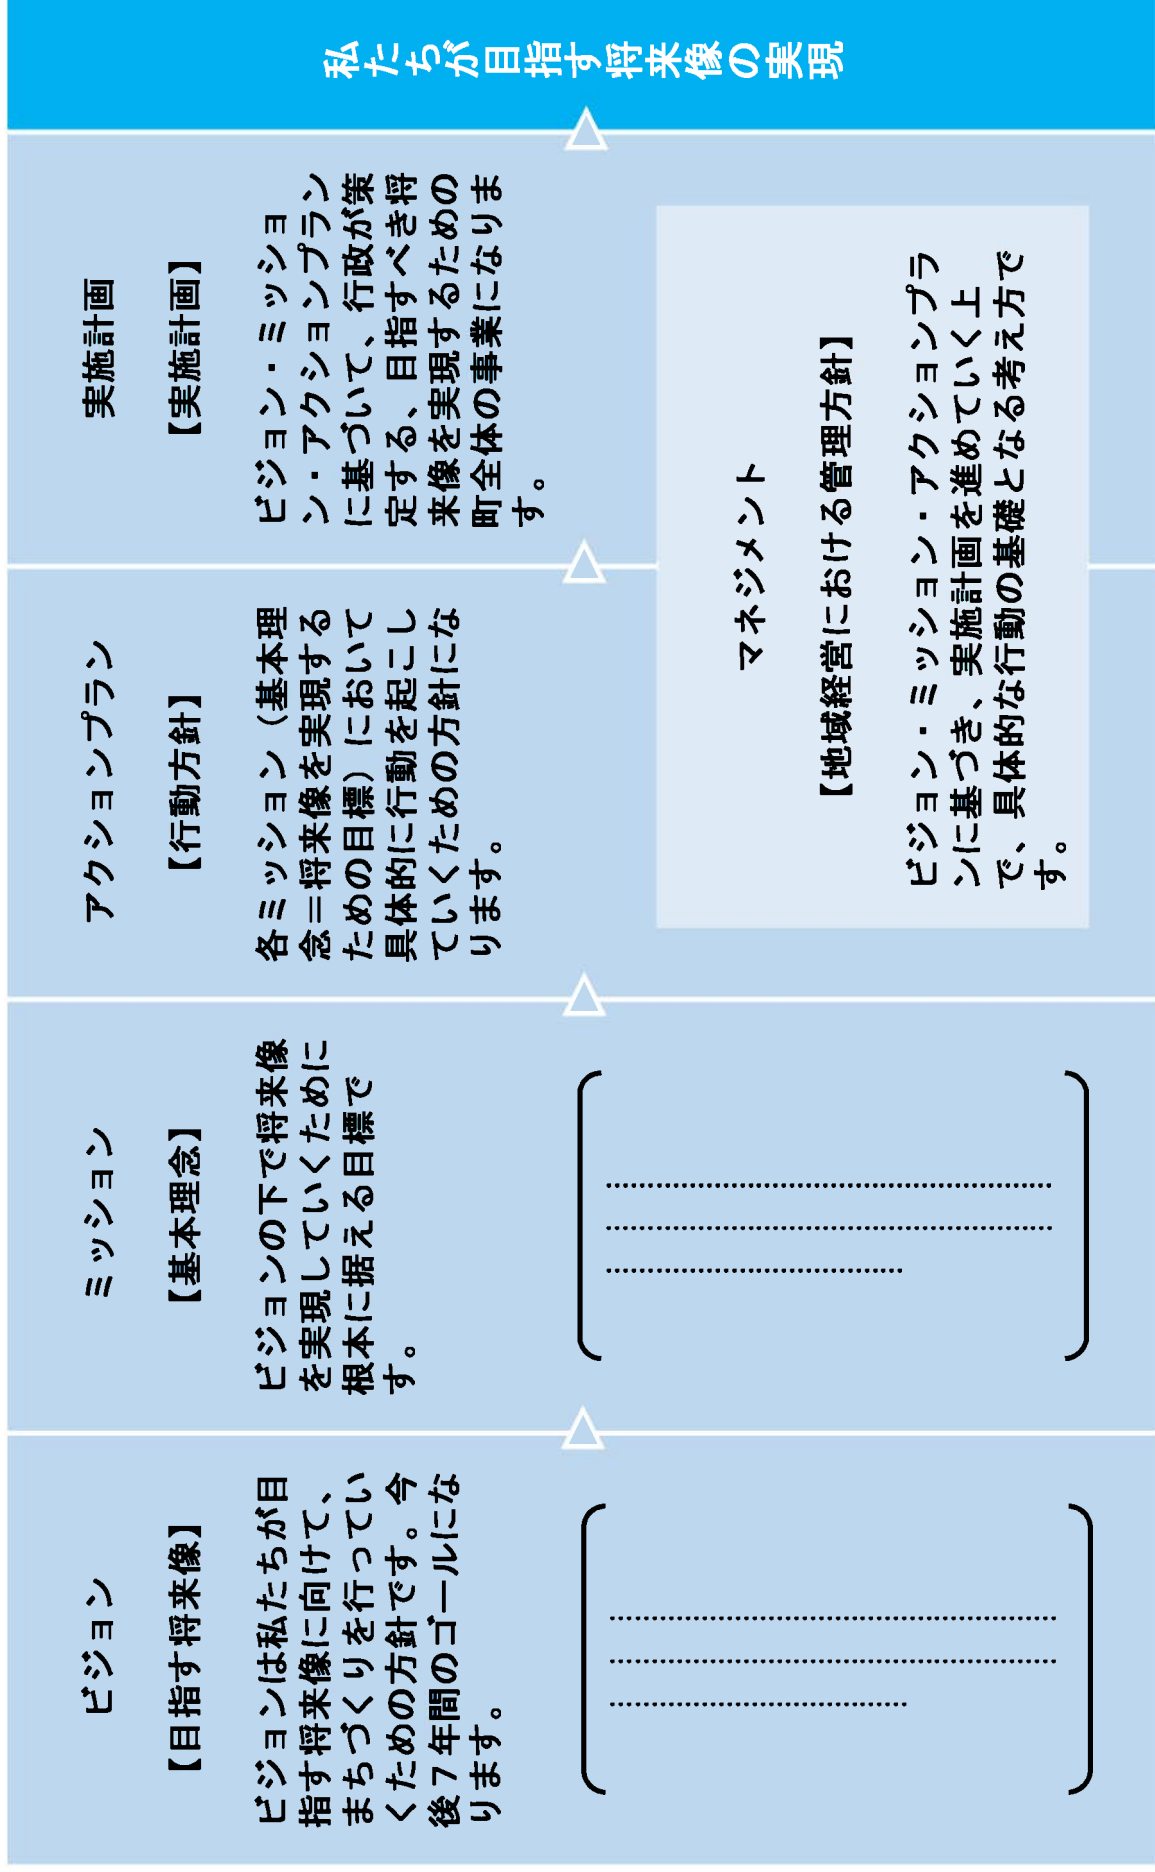 ビジョン
【目指す将来像】
ビジョンは私たちが目
指す将来像に向けて、
まちづくりを行ってい
くための方針です。今
後７年間のゴールにな
ります。
ミッション
【基本理念】
ビジョンの下で将来像
を実現していくために
根本に据える目標で
す。
アクションプラン
【行動方針】
各ミッション（基本理
念＝将来像を実現する
ための目標）において
具体的に行動を起こし
ていくための方針にな
ります。
実施計画
【実施計画】
ビジョン・ミッショ
ン・アクションプラン
に基づいて、行政が策
定する、目指すべき将
来像を実現するための
町全体の事業になりま
す。
マネジメント
【地域経営における管理方針】
ビジョン・ミッション・アクションプラ
ンに基づき、実施計画を進めていく上
で、具体的な行動の基礎となる考え方で
す。
私たちが目指す将来像の実現